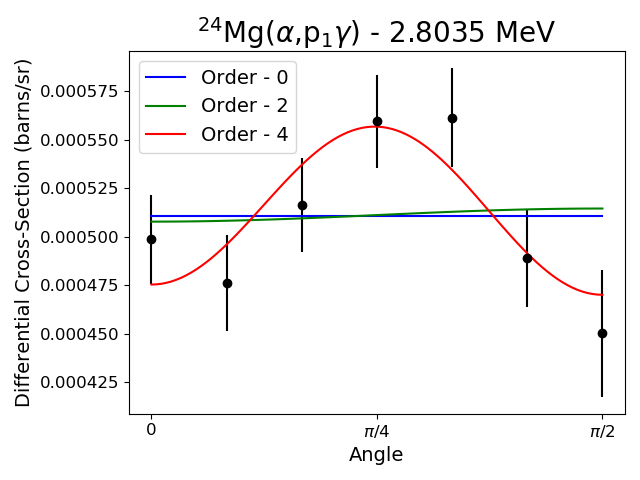 ²⁴Mg(α,p₁γ) - 2.8035 MeV
Order - 0
Order - 2
Order - 4
Differential Cross-Section (barns/sr)
0.000575
0.000550
0.000525
0.000500
0.000475
0.000450
0.000425
0 π/4 π/2
Angle